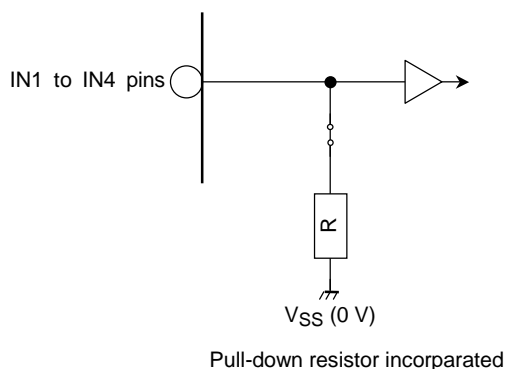 IN1 to IN4 pins
R
VSS (0 V)
Pull-down resistor incorparated